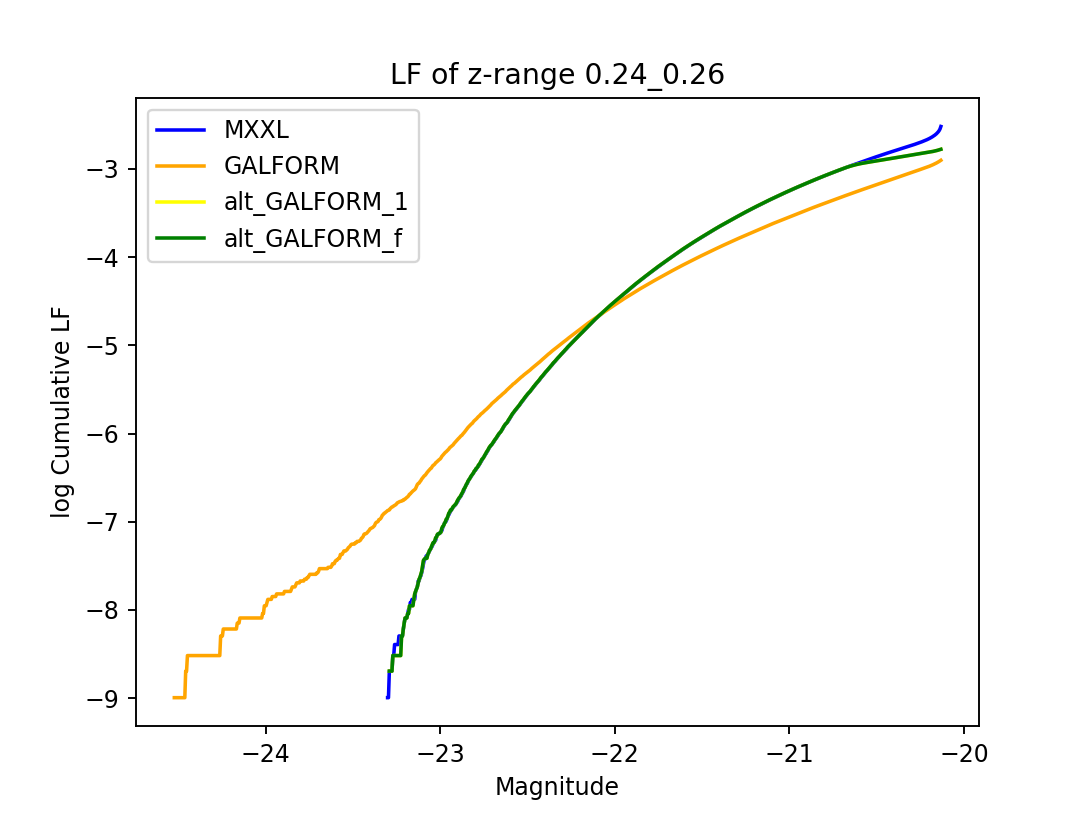 LF of z-range 0.24_0.26
MXXL
GALFORM
alt_GALFORM_1
alt_GALFORM_f
log Cumulative LF
−3
−4
−5
−6
−7
−8
−9
−24
−23
−22
−21
−20
Magnitude